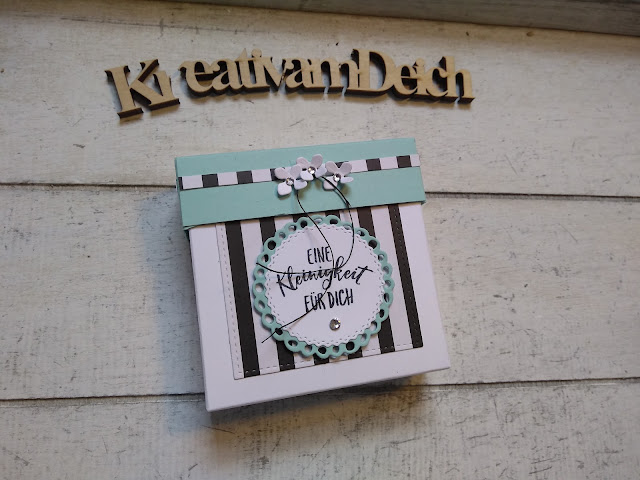 KreativamDeich
EINE
Kleinigkeit
FÜR DICH